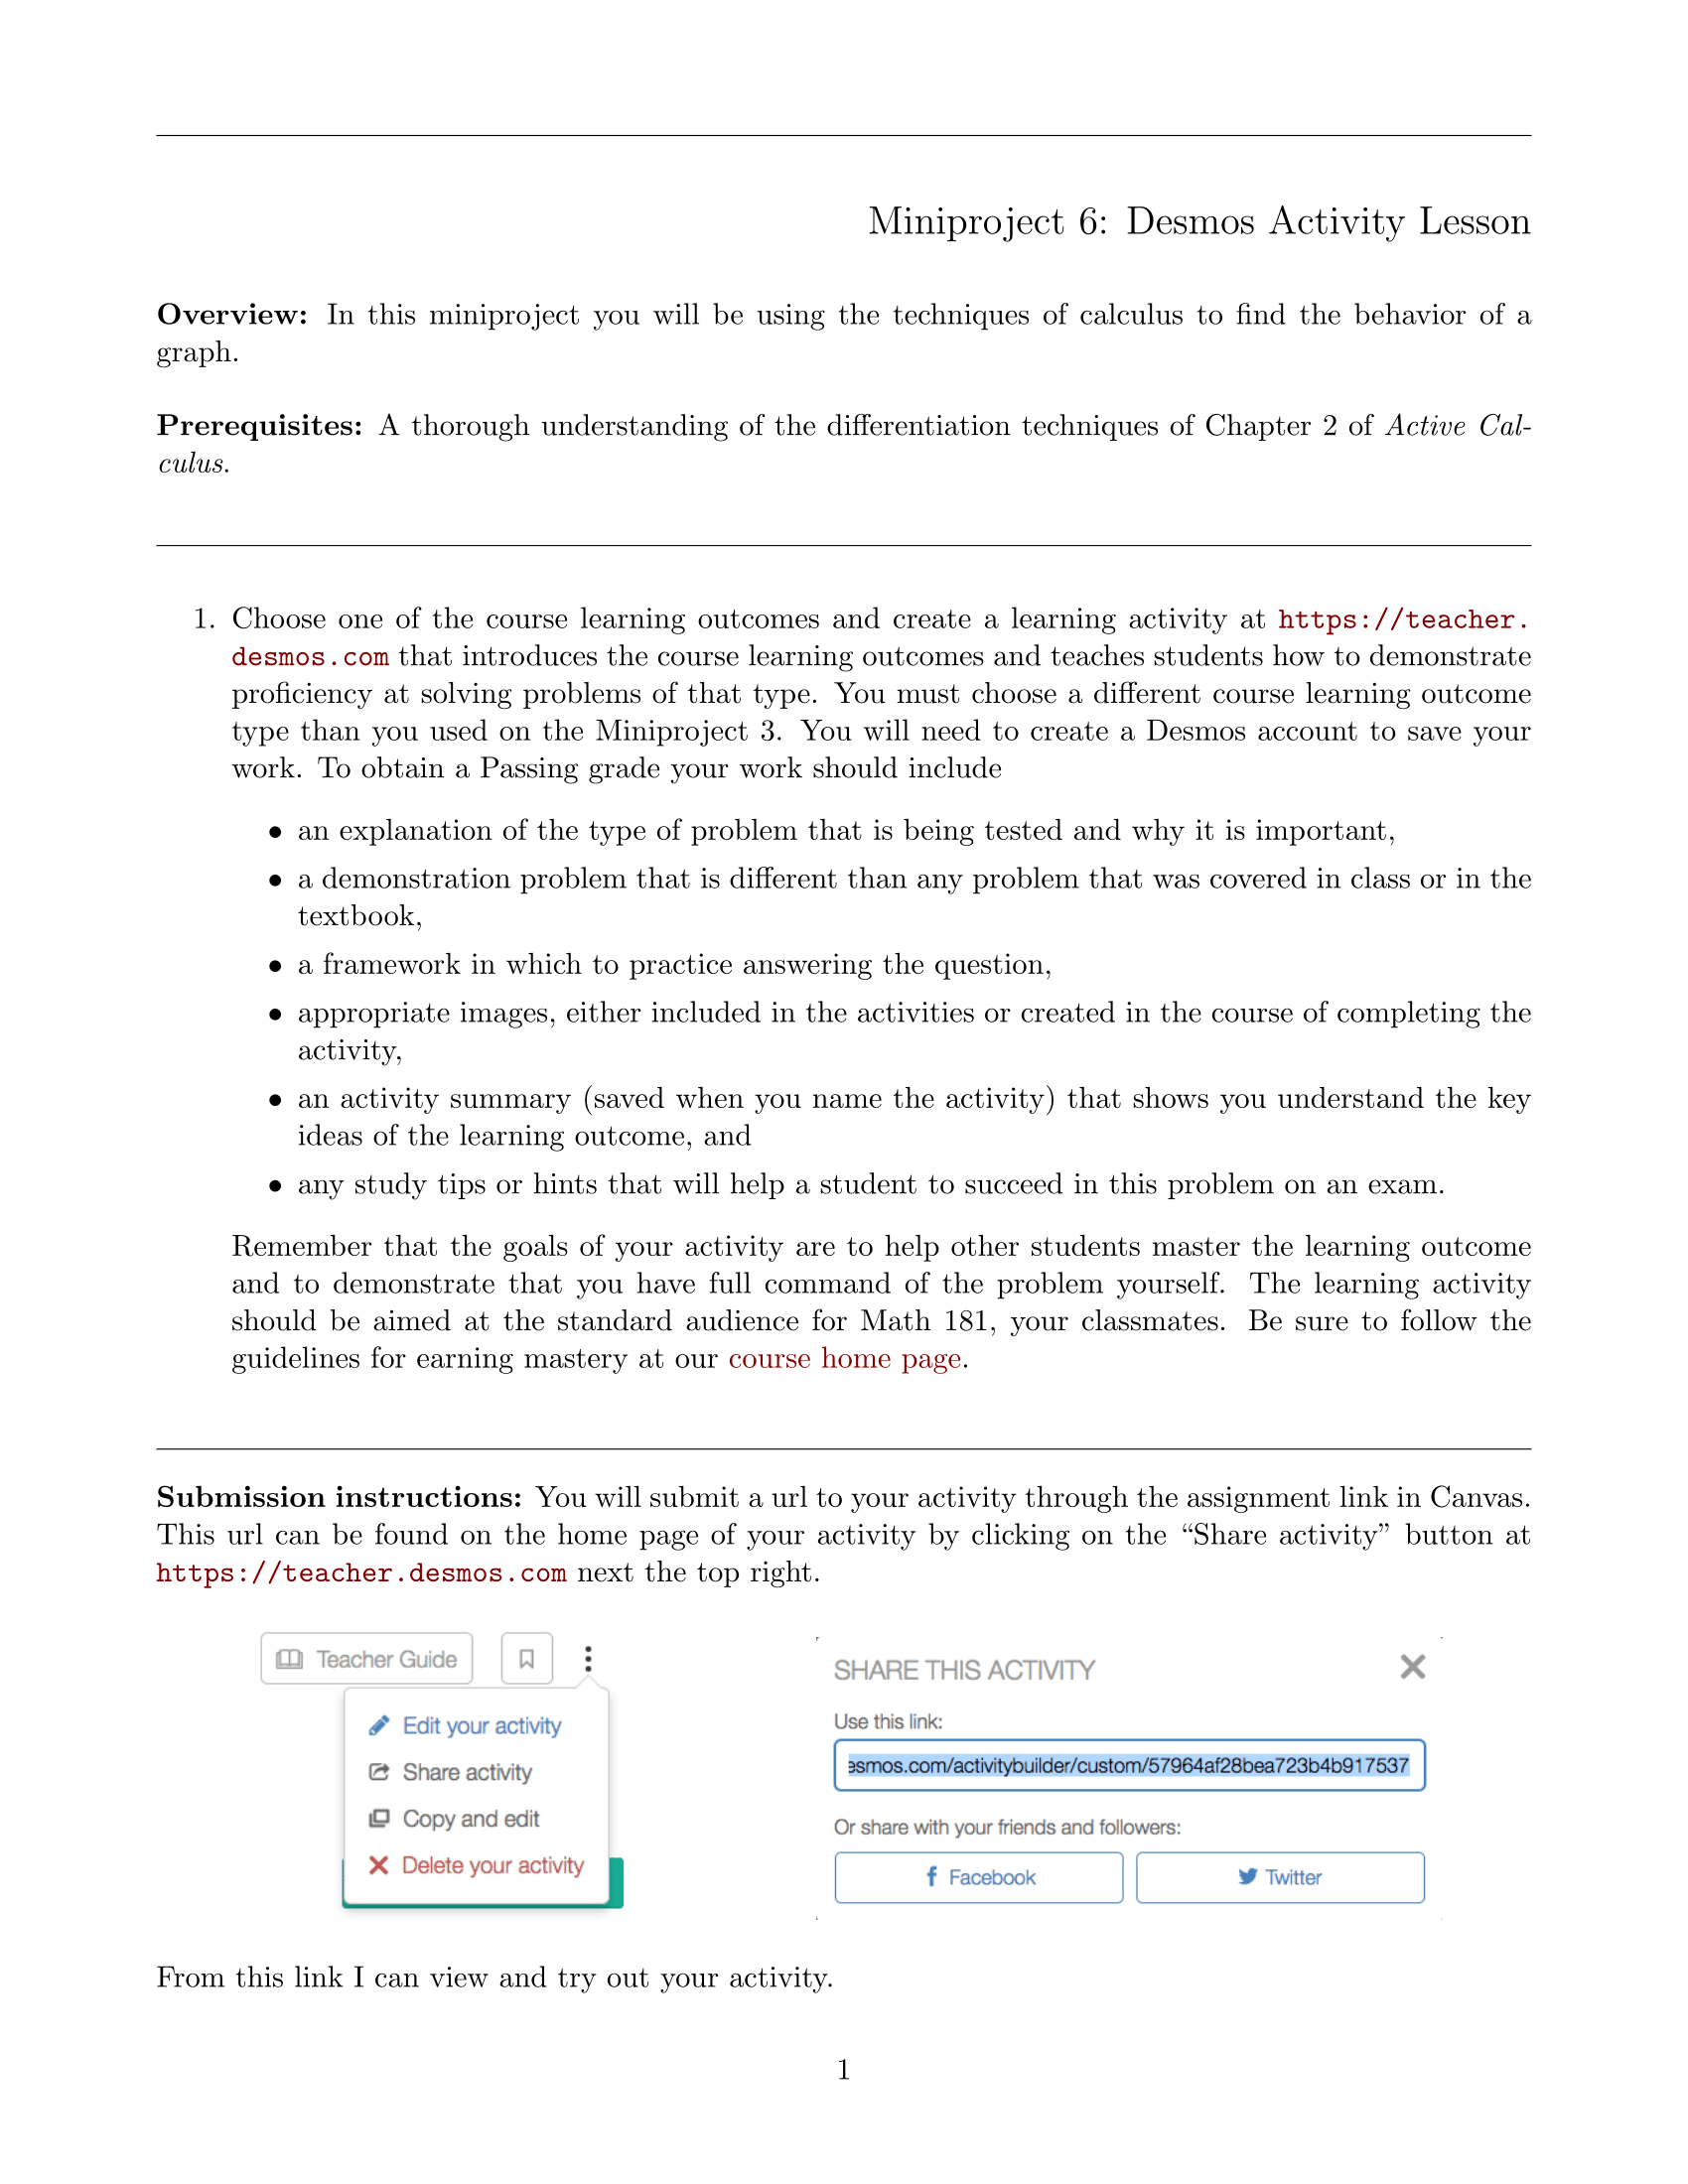 Miniproject 6: Desmos Activity Lesson
Overview: In this miniproject you will be using the techniques of calculus to find the behavior of a
graph.
Prerequisites: A thorough understanding of the differentiation techniques of Chapter 2 of Active Cal-
culus.
1. Choose one of the course learning outcomes and create a learning activity at https://teacher.
desmos.com that introduces the course learning outcomes and teaches students how to demonstrate
proficiency at solving problems of that type. You must choose a different course learning outcome
type than you used on the Miniproject 3. You will need to create a Desmos account to save your
work. To obtain a Passing grade your work should include
• an explanation of the type of problem that is being tested and why it is important,
• a demonstration problem that is different than any problem that was covered in class or in the
textbook,
• a framework in which to practice answering the question,
• appropriate images, either included in the activities or created in the course of completing the
activity,
• an activity summary (saved when you name the activity) that shows you understand the key
ideas of the learning outcome, and
• any study tips or hints that will help a student to succeed in this problem on an exam.
Remember that the goals of your activity are to help other students master the learning outcome
and to demonstrate that you have full command of the problem yourself. The learning activity
should be aimed at the standard audience for Math 181, your classmates. Be sure to follow the
guidelines for earning mastery at our course home page.
Submission instructions: You will submit a url to your activity through the assignment link in Canvas.
This url can be found on the home page of your activity by clicking on the “Share activity” button at
https://teacher.desmos.com next the top right.
Teacher Guide
Edit your activity
Share activity
Copy and edit
Delete your activity
SHARE THIS ACTIVITY
Use this link:
esmos.com/activitybuilder/custom/57964af28bea723b4b917537
Or share with your friends and followers:
Facebook
Twitter
From this link I can view and try out your activity.
1